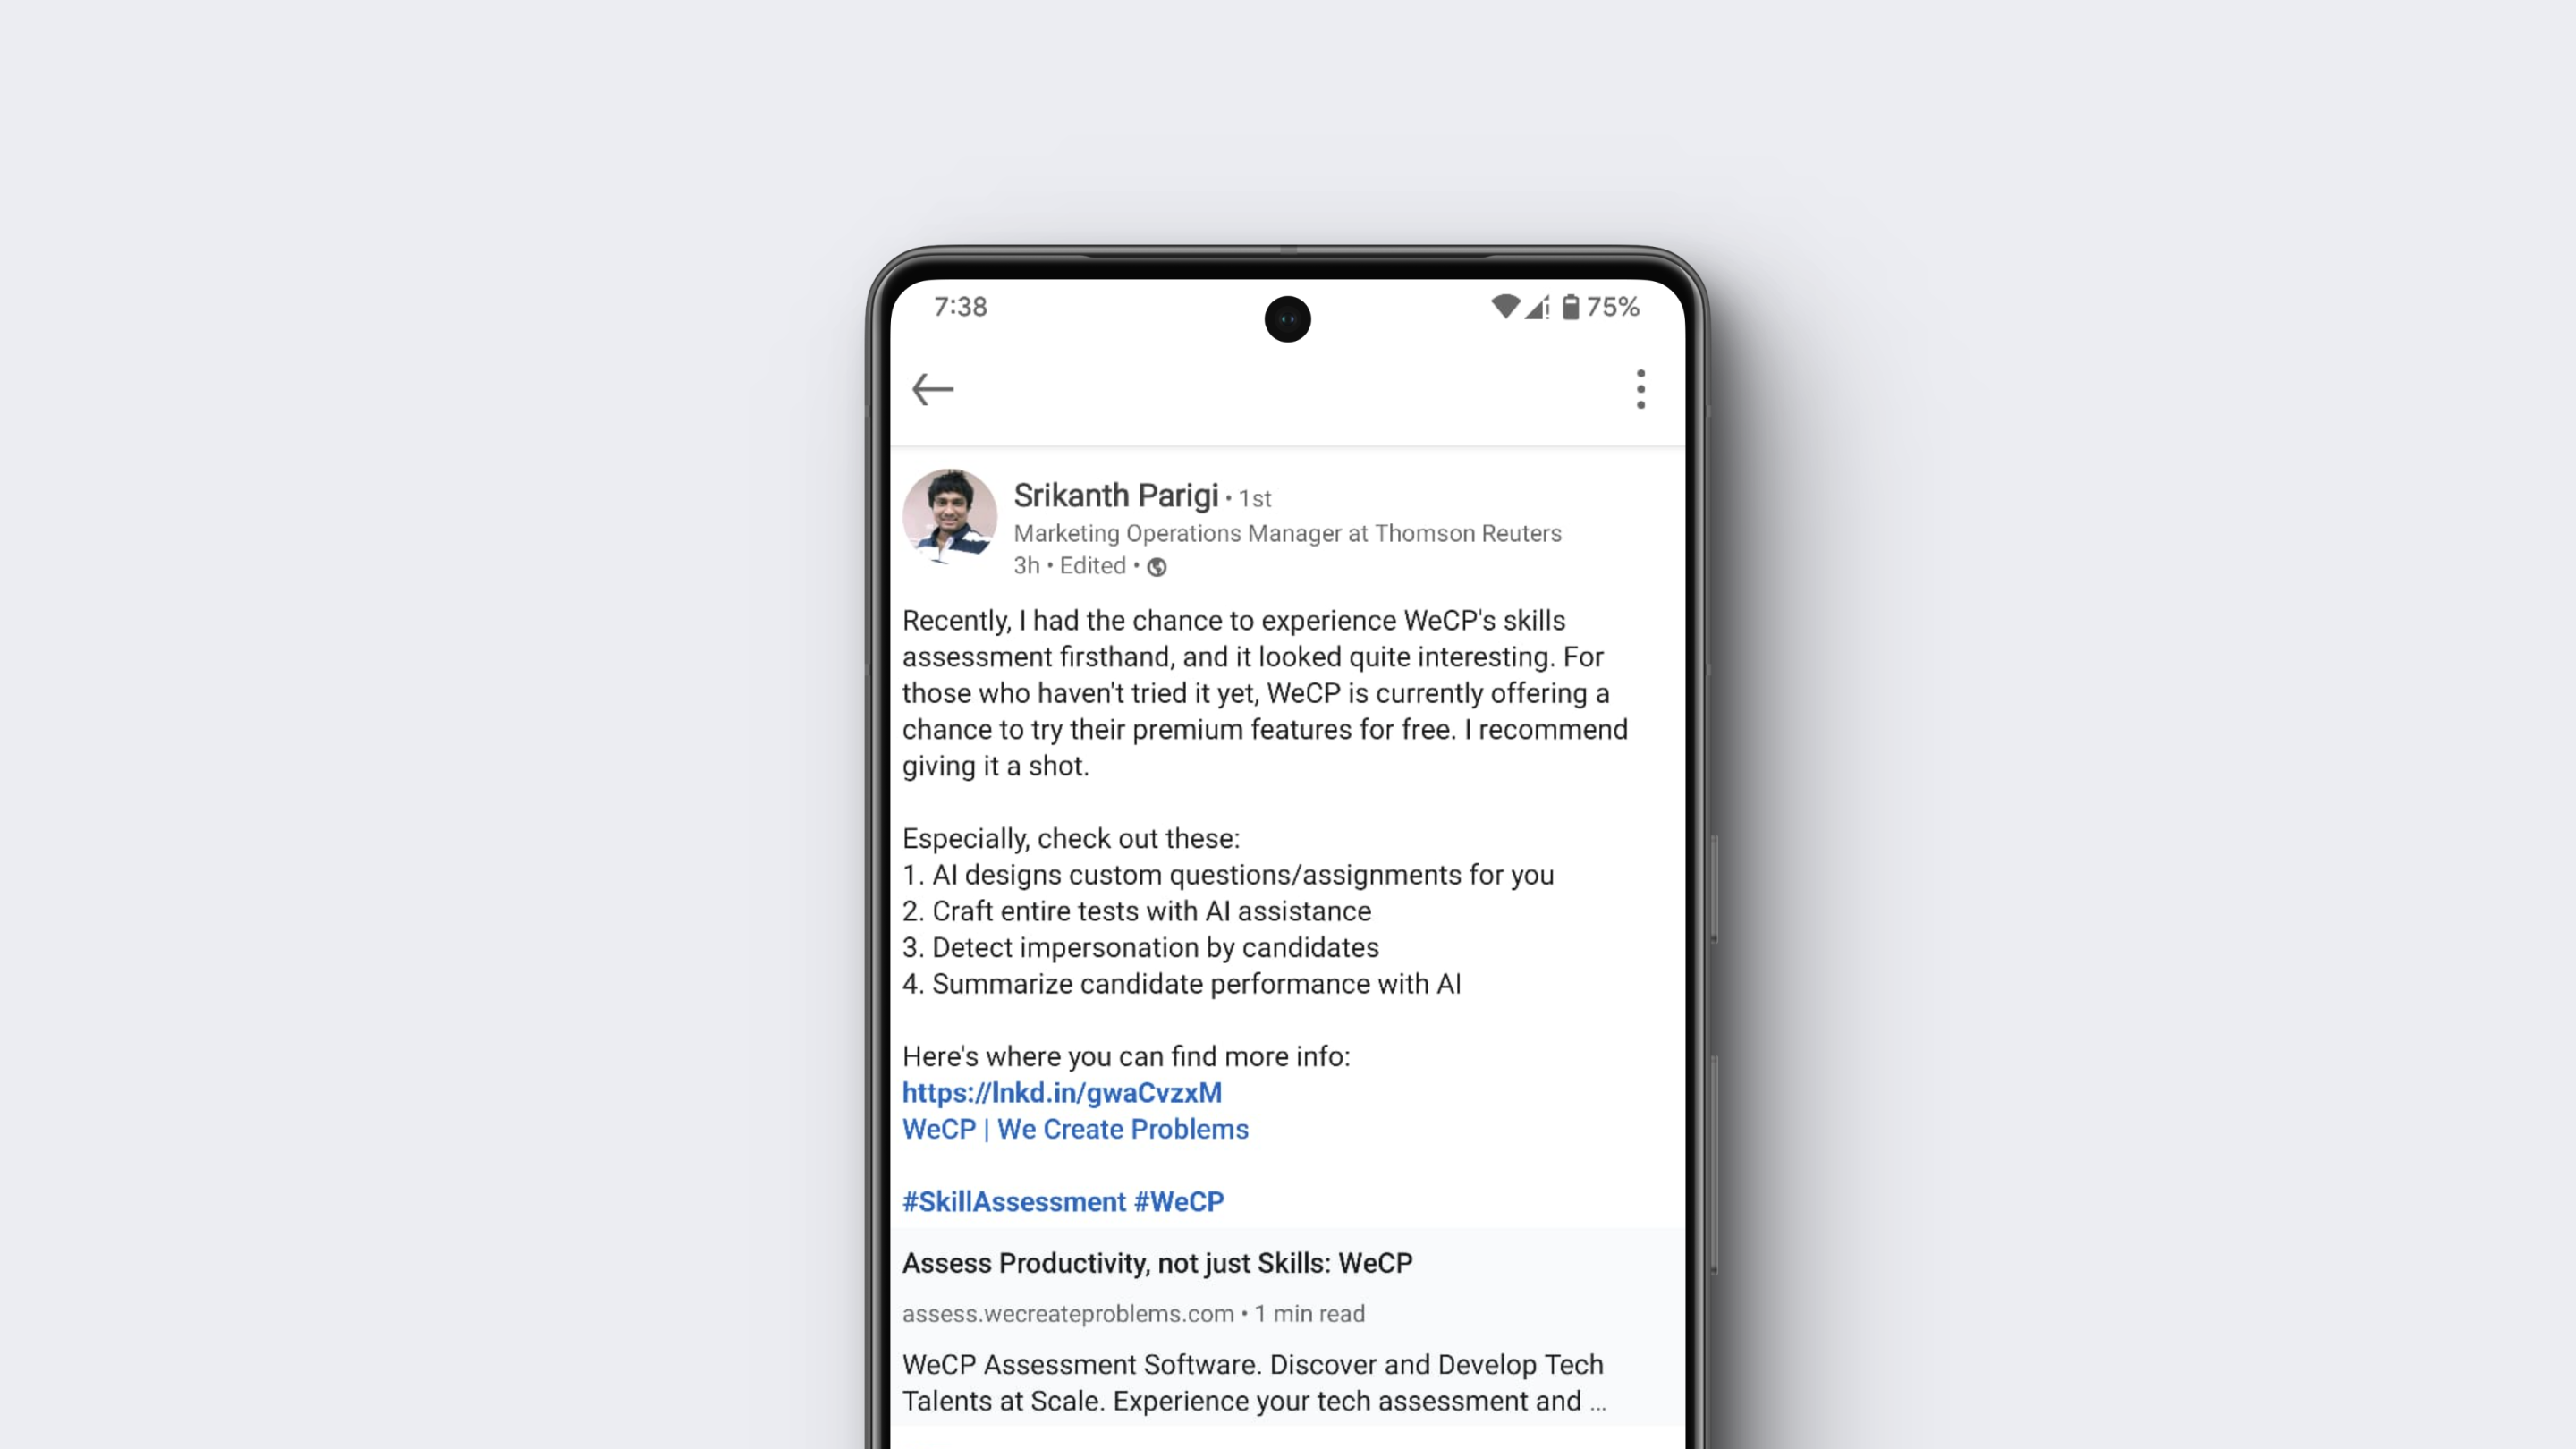 7:38
75%
Srikanth Parigi • 1st
Marketing Operations Manager at Thomson Reuters
3h • Edited •
Recently, I had the chance to experience WeCP's skills
assessment firsthand, and it looked quite interesting. For
those who haven't tried it yet, WeCP is currently offering a
chance to try their premium features for free. I recommend
giving it a shot.
Especially, check out these:
1. AI designs custom questions/assignments for you
2. Craft entire tests with AI assistance
3. Detect impersonation by candidates
4. Summarize candidate performance with AI
Here's where you can find more info:
https://lnkd.in/gwaCvzxM
WeCP | We Create Problems
#SkillAssessment #WeCP
Assess Productivity, not just Skills: WeCP
assess.wecreateproblems.com • 1 min read
WeCP Assessment Software. Discover and Develop Tech
Talents at Scale. Experience your tech assessment and ...